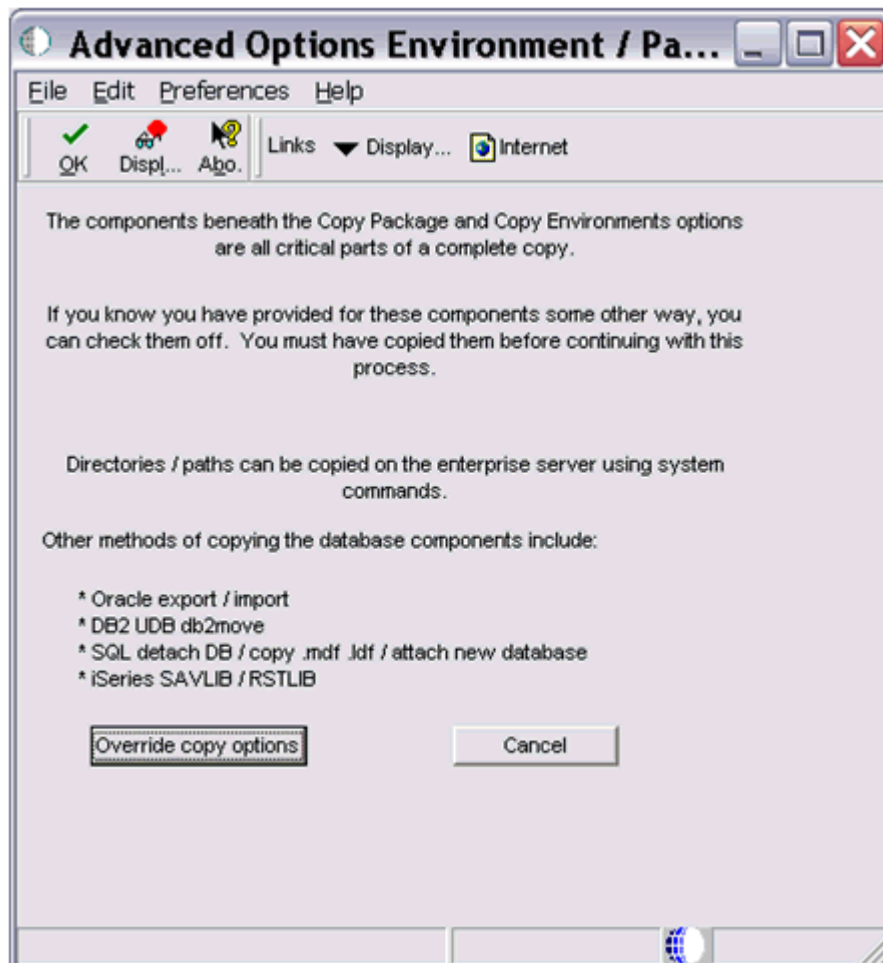 Advanced Options Environment / Pa...
File Edit Preferences Help
OK Displ... Abo. Links Display... Internet
The components beneath the Copy Package and Copy Environments options
are all critical parts of a complete copy.
If you know you have provided for these components some other way, you
can check them off. You must have copied them before continuing with this
process.
Directories / paths can be copied on the enterprise server using system
commands.
Other methods of copying the database components include:
* Oracle export / import
* DB2 UDB db2move
* SQL detach DB / copy .mdf .ldf / attach new database
* iSeries SAVLIB / RSTLIB
Override copy options Cancel